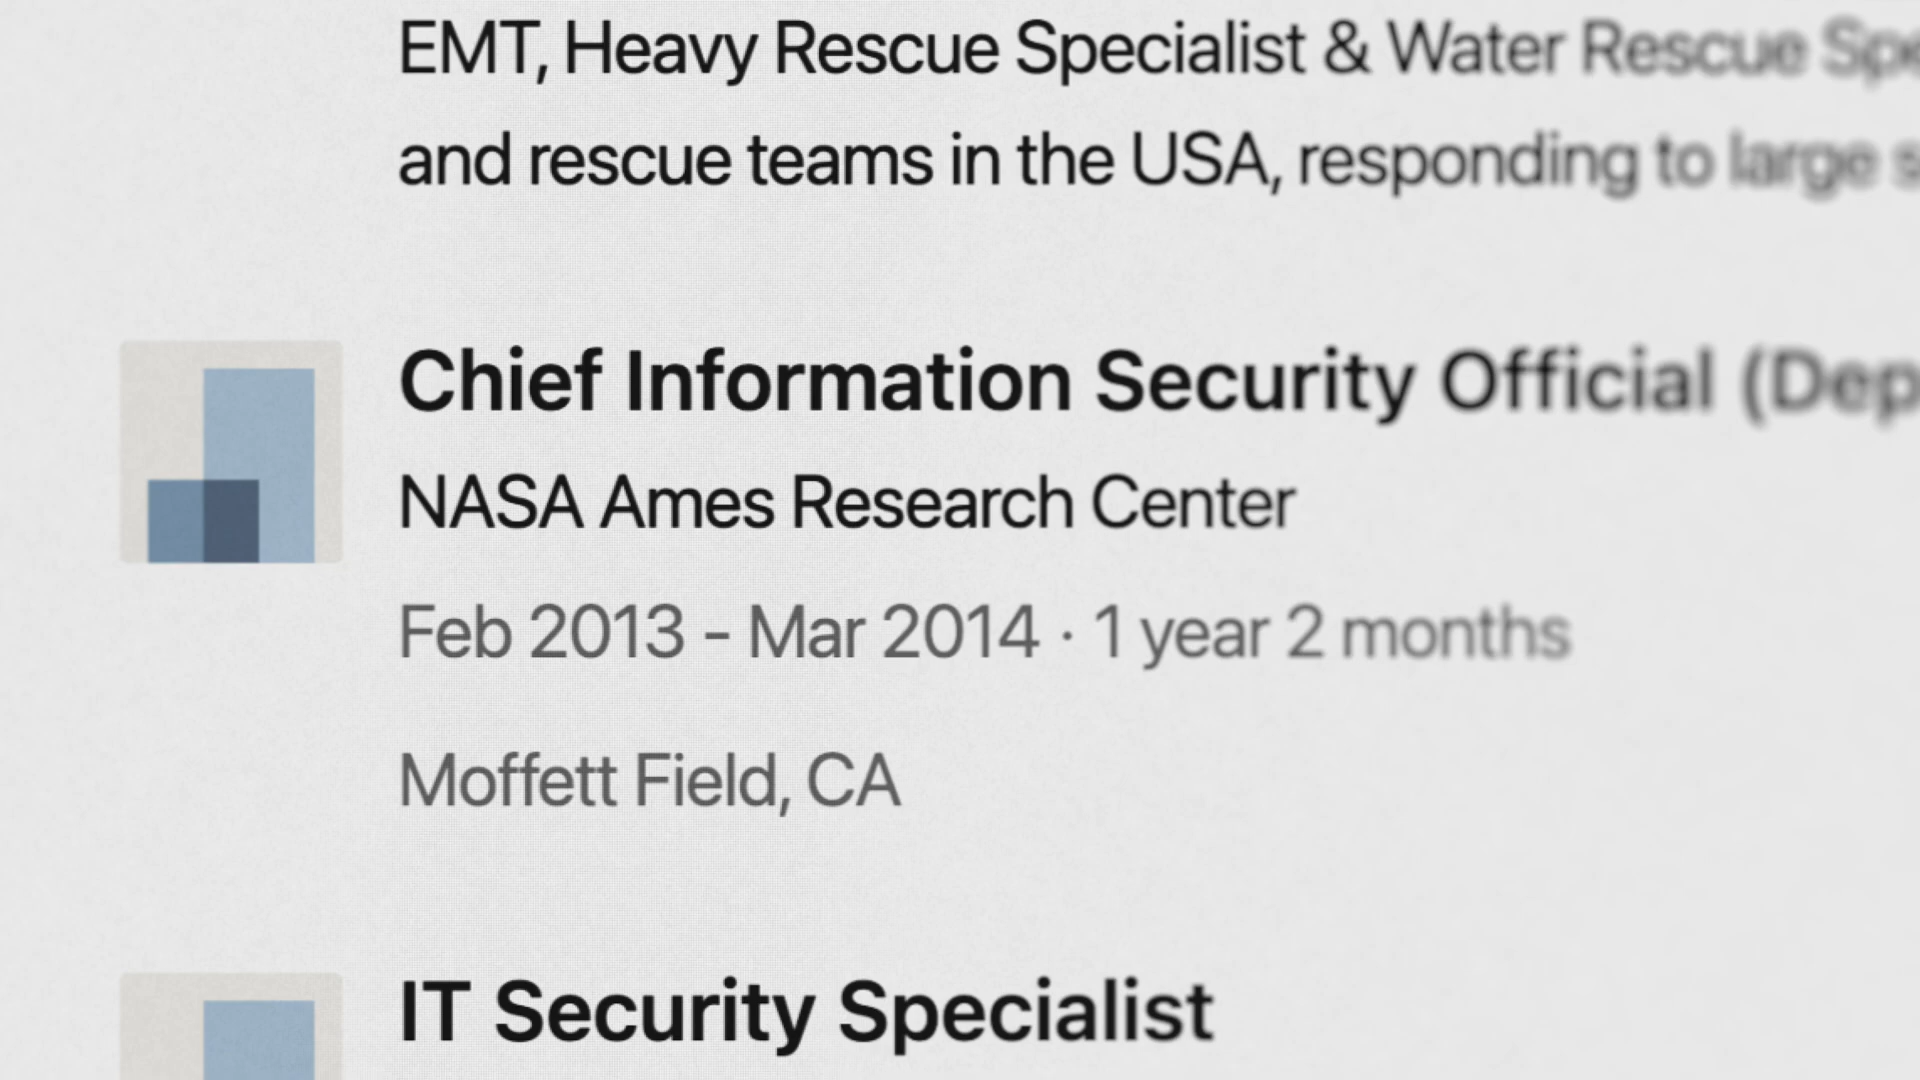 EMT, Heavy Rescue Specialist & Water Rescue
and rescue teams in the USA, responding to large
Chief Information Security Official
NASA Ames Research Center
Feb 2013 - Mar 2014 · 1 year 2 months
Moffett Field, CA
IT Security Specialist